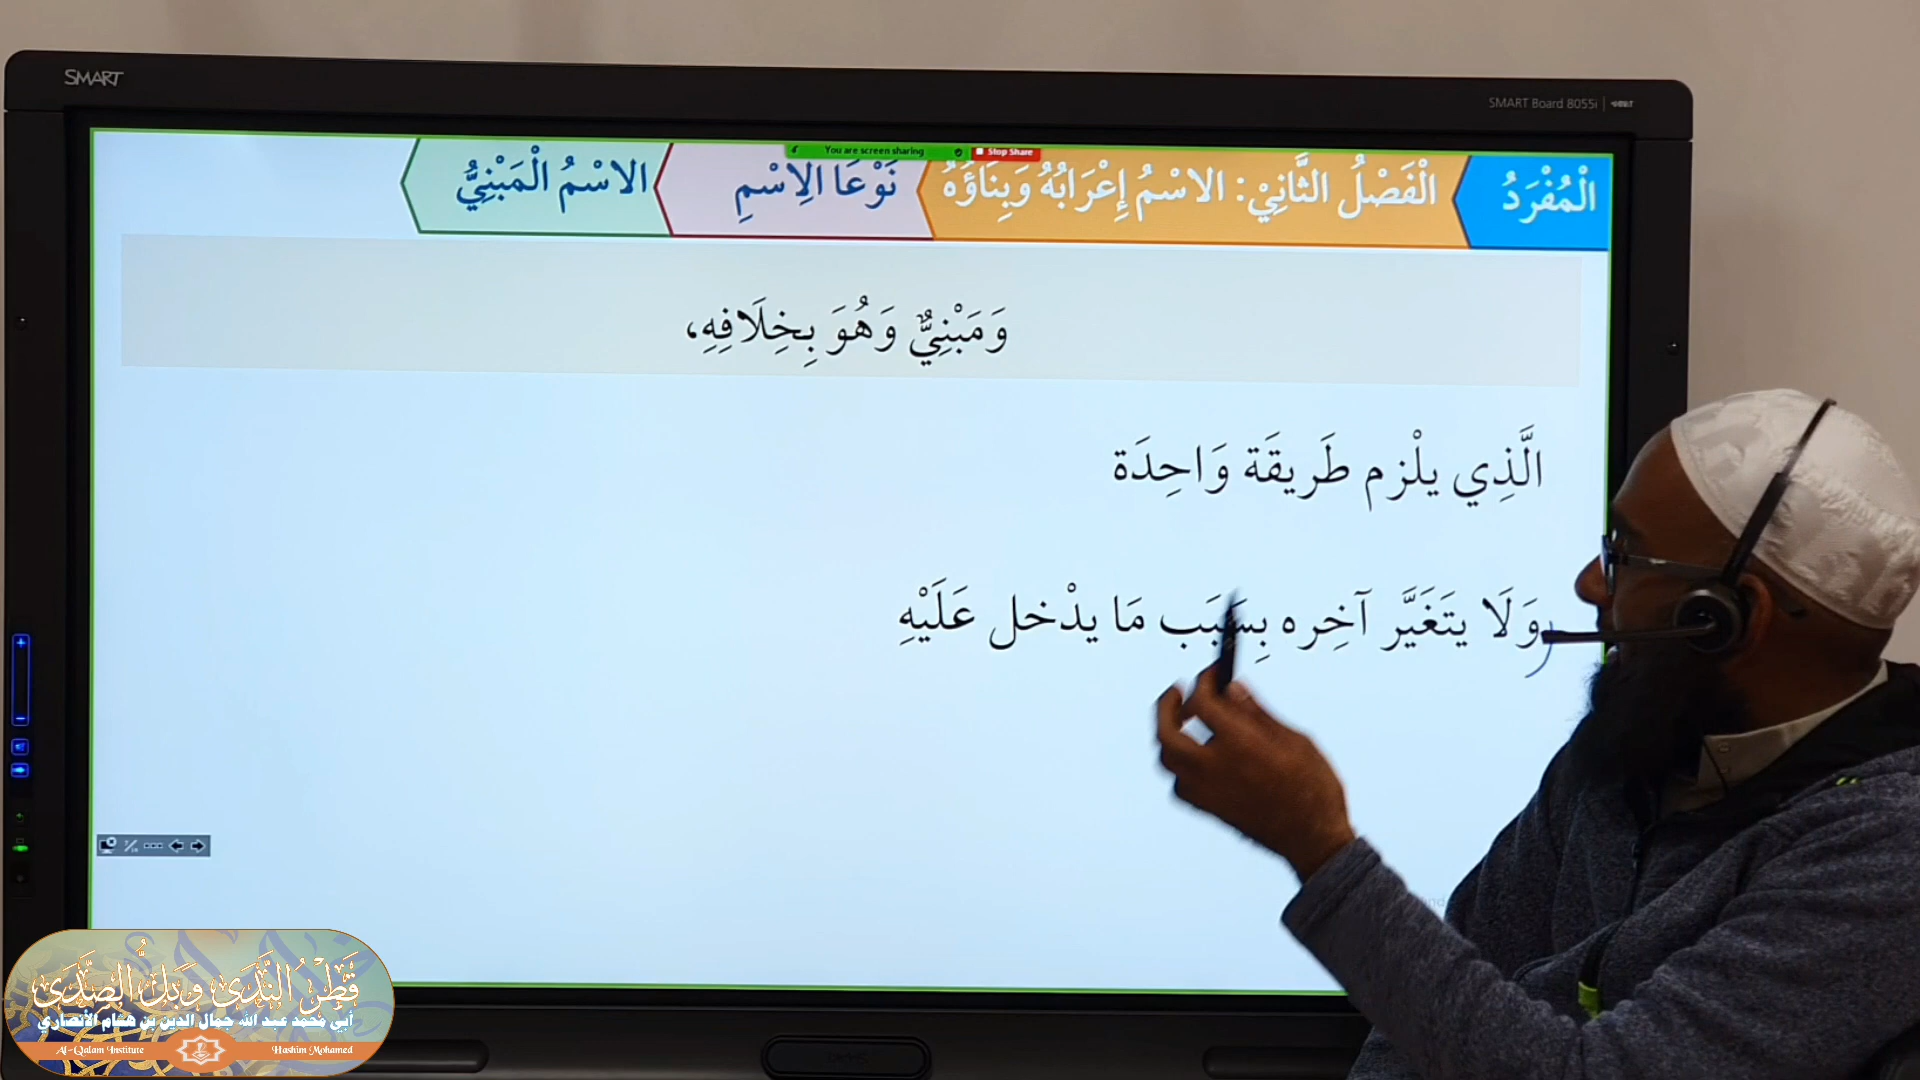 SMART
SMART Board 8055i
You are screen sharing
Stop Share
الْمُفْرَدُ
الْفَصْلُ الثَّانِيْ: الاسْمُ إِعْرَابُهُ وَبِنَاؤُهُ
نَوْعَا الِاسْمِ
الاسْمُ الْمَبْنِيُّ
وَمَبْنِيٌّ وَهُوَ بِخِلَافِهِ،
الَّذِي يلْزم طَرِيقَة وَاحِدَة
وَلَا يتَغَيَّر آخِره بِسَبَب مَا يدْخل عَلَيْهِ
قَطْرُ النَّدَى وَبَلُّ الصَّدَى
أبي محمد عبد الله جمال الدين بن هشام الأنصاري
Al-Qalam Institute
Hashim Mohamed